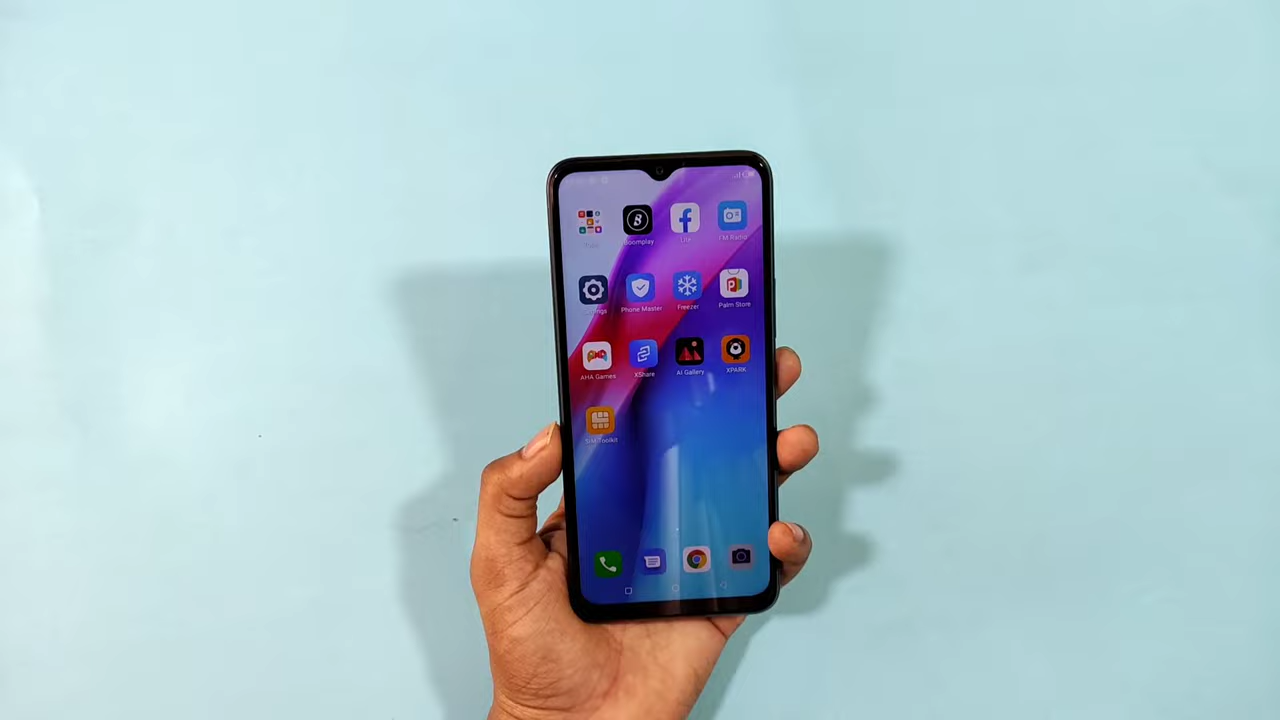 Boomplay Lite FM Radio
Settings Phone Master Freezer Palm Store
AHA Games XShare AI Gallery XPARK
SIM Toolkit